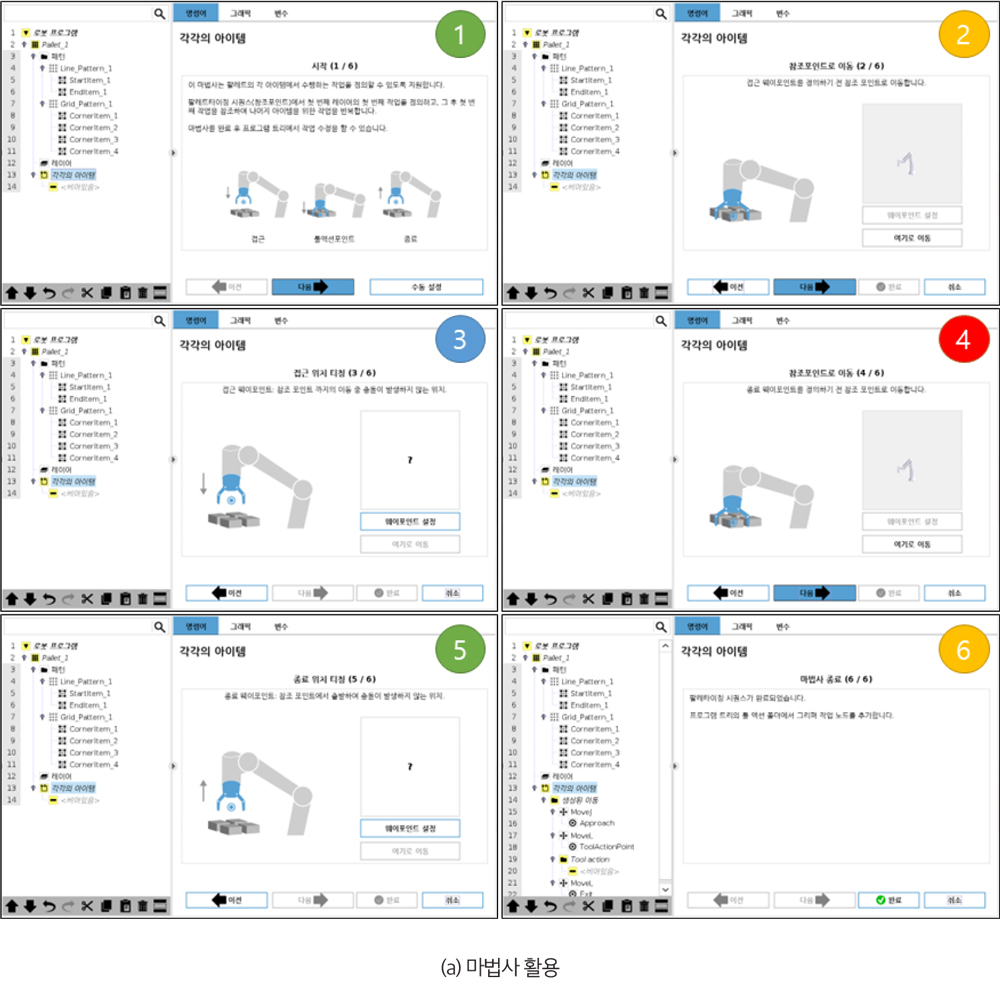 명령어 그래픽 변수
1
1 로봇 프로그램
2 Pallet_1
3 패턴
4 Line_Pattern_1
5 StartItem_1
6 EndItem_1
7 Grid_Pattern_1
8 CornerItem_1
9 CornerItem_2
10 CornerItem_3
11 CornerItem_4
12 레이어
13 각각의 아이템
14 <비어있음>
각각의 아이템
시작 (1 / 6)
이 마법사는 팔레트의 각 아이템에서 수행하는 작업을 정의할 수 있도록 지원합니다.
팔레타이징 시퀀스(참조포인트)에서 첫 번째 레이어의 첫 번째 작업을 정의하고, 그 후 첫 번
째 작업을 참조하여 나머지 아이템을 위한 작업을 반복합니다.
마법사를 완료 후 프로그램 트리에서 작업 수정을 할 수 있습니다.
접근 툴액션포인트 종료
이전 다음 수동 설정
명령어 그래픽 변수
2
1 로봇 프로그램
2 Pallet_1
3 패턴
4 Line_Pattern_1
5 StartItem_1
6 EndItem_1
7 Grid_Pattern_1
8 CornerItem_1
9 CornerItem_2
10 CornerItem_3
11 CornerItem_4
12 레이어
13 각각의 아이템
14 <비어있음>
각각의 아이템
참조포인트로 이동 (2 / 6)
접근 웨이포인트를 정의하기 전 참조 포인트로 이동합니다.
웨이포인트 설정
여기로 이동
이전 다음 완료 취소
명령어 그래픽 변수
3
1 로봇 프로그램
2 Pallet_1
3 패턴
4 Line_Pattern_1
5 StartItem_1
6 EndItem_1
7 Grid_Pattern_1
8 CornerItem_1
9 CornerItem_2
10 CornerItem_3
11 CornerItem_4
12 레이어
13 각각의 아이템
14 <비어있음>
각각의 아이템
접근 위치 티칭 (3 / 6)
접근 웨이포인트: 참조 포인트 까지의 이동 중 충돌이 발생하지 않는 위치.
?
웨이포인트 설정
여기로 이동
이전 다음 완료 취소
명령어 그래픽 변수
4
1 로봇 프로그램
2 Pallet_1
3 패턴
4 Line_Pattern_1
5 StartItem_1
6 EndItem_1
7 Grid_Pattern_1
8 CornerItem_1
9 CornerItem_2
10 CornerItem_3
11 CornerItem_4
12 레이어
13 각각의 아이템
14 <비어있음>
각각의 아이템
참조포인트로 이동 (4 / 6)
종료 웨이포인트를 정의하기 전 참조 포인트로 이동합니다.
웨이포인트 설정
여기로 이동
이전 다음 완료 취소
명령어 그래픽 변수
5
1 로봇 프로그램
2 Pallet_1
3 패턴
4 Line_Pattern_1
5 StartItem_1
6 EndItem_1
7 Grid_Pattern_1
8 CornerItem_1
9 CornerItem_2
10 CornerItem_3
11 CornerItem_4
12 레이어
13 각각의 아이템
14 <비어있음>
각각의 아이템
종료 위치 티칭 (5 / 6)
종료 웨이포인트: 참조 포인트에서 출발하여 충돌이 발생하지 않는 위치.
?
웨이포인트 설정
여기로 이동
이전 다음 완료 취소
명령어 그래픽 변수
6
1 로봇 프로그램
2 Pallet_1
3 패턴
4 Line_Pattern_1
5 StartItem_1
6 EndItem_1
7 Grid_Pattern_1
8 CornerItem_1
9 CornerItem_2
10 CornerItem_3
11 CornerItem_4
12 레이어
13 각각의 아이템
14 생성된 이동
15 MoveJ
16 Approach
17 MoveL
18 ToolActionPoint
19 Tool action
20 <비어있음>
21 MoveL
22 Exit
각각의 아이템
마법사 종료 (6 / 6)
팔레타이징 시퀀스가 완료되었습니다.
프로그램 트리의 툴 액션 폴더에서 그리퍼 작업 노드를 추가합니다.
이전 다음 완료 취소
(a) 마법사 활용